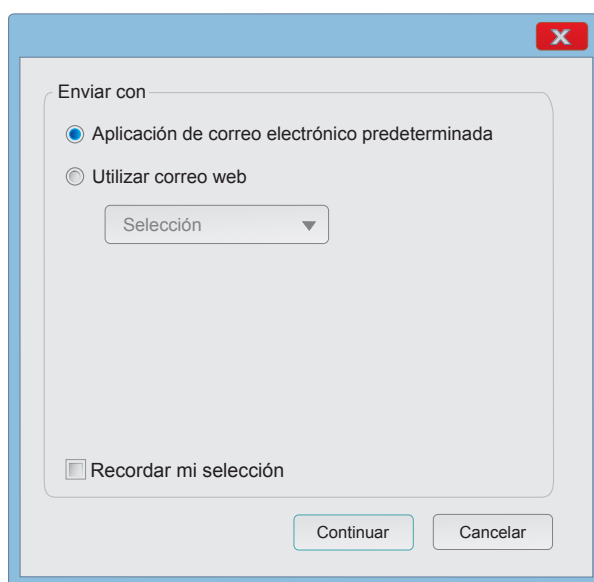 Enviar con
Aplicación de correo electrónico predeterminada
Utilizar correo web
Selección
Recordar mi selección
Continuar Cancelar